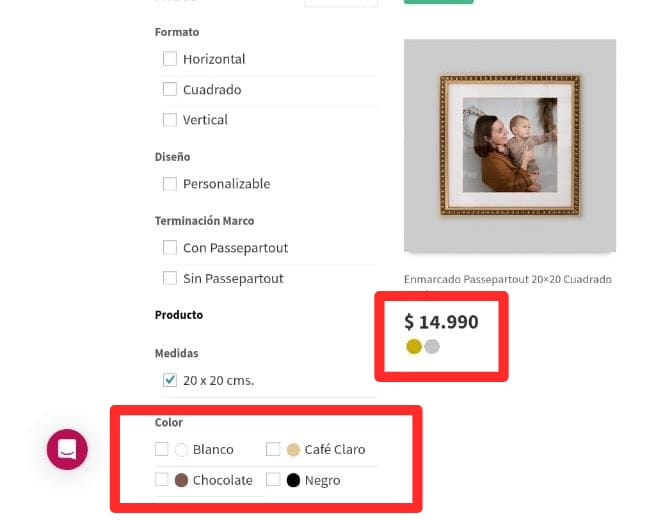 Formato
Horizontal
Cuadrado
Vertical
Diseño
Personalizable
Terminación Marco
Con Passepartout
Sin Passepartout
Producto
Medidas
20 x 20 cms.
Color
Blanco
Café Claro
Chocolate
Negro
Enmarcado Passepartout 20×20 Cuadrado
$ 14.990